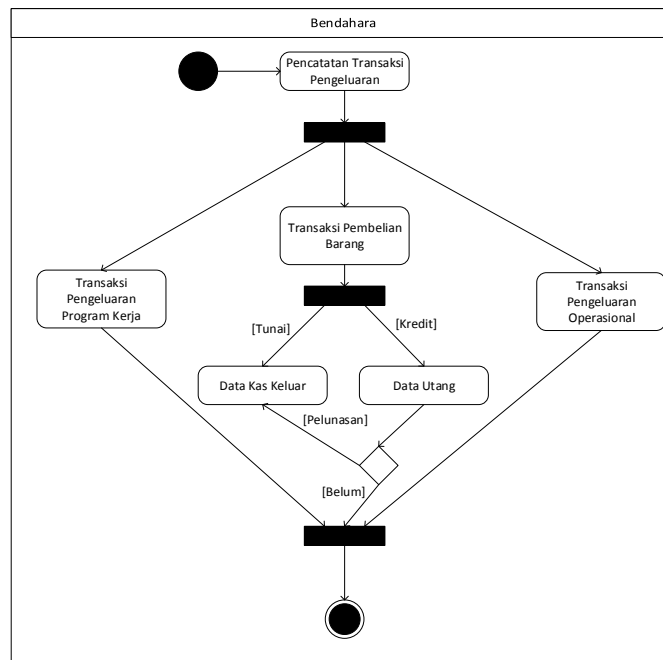 Bendahara
Pencatatan Transaksi
Pengeluaran
Transaksi Pembelian
Barang
Transaksi
Pengeluaran
Program Kerja
Transaksi
Pengeluaran
Operasional
[Tunai]
[Kredit]
Data Kas Keluar
Data Utang
[Pelunasan]
[Belum]